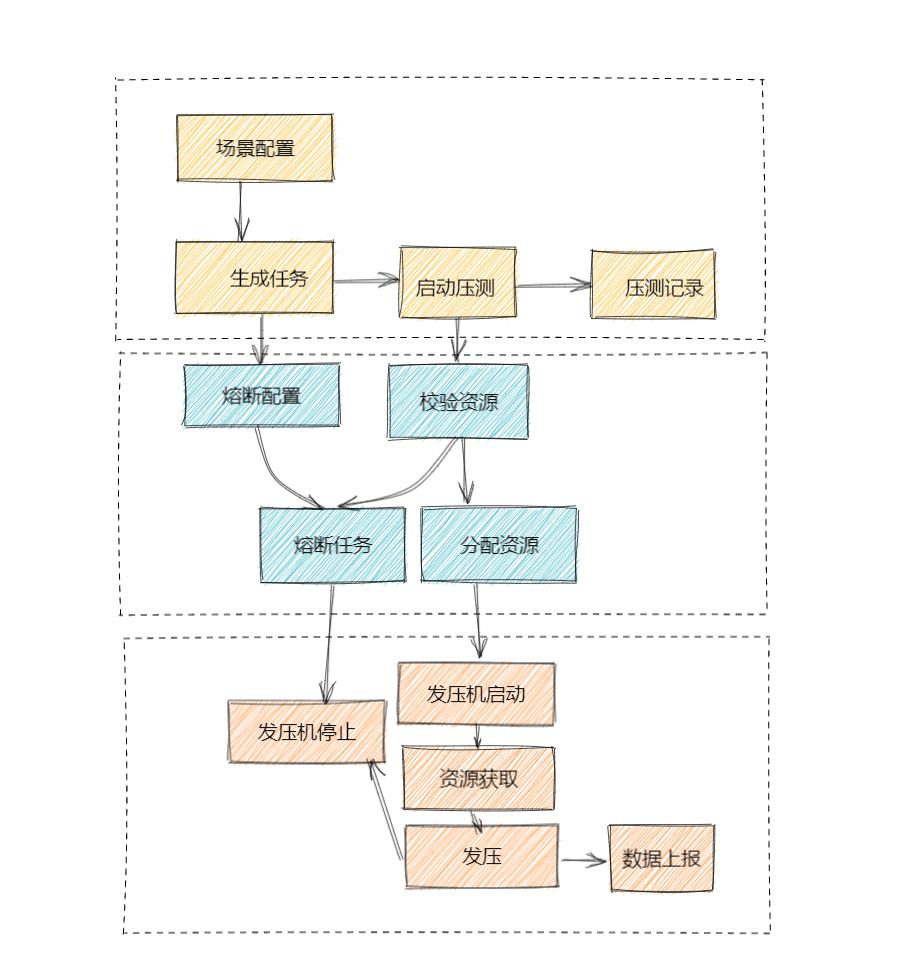 场景配置
生成任务
启动压测
压测记录
熔断配置
校验资源
熔断任务
分配资源
发压机启动
发压机停止
资源获取
发压
数据上报